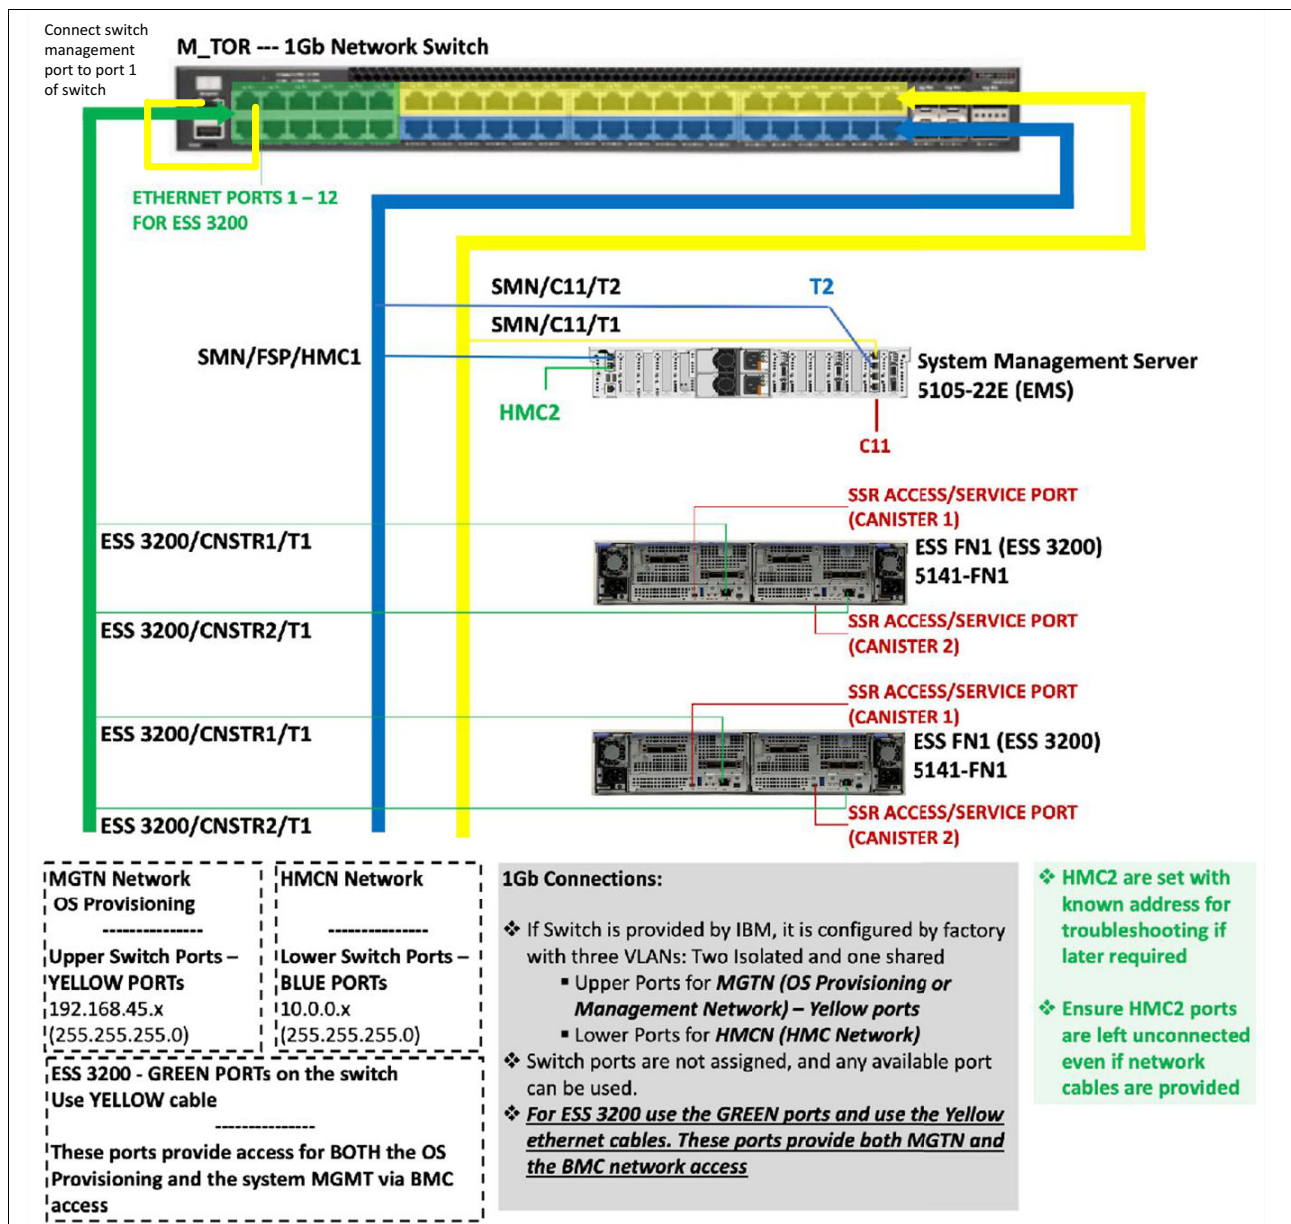 Connect switch
management
port to port 1
of switch
M_TOR --- 1Gb Network Switch
ETHERNET PORTS 1 – 12
FOR ESS 3200
SMN/C11/T2
T2
SMN/C11/T1
SMN/FSP/HMC1
System Management Server
5105-22E (EMS)
HMC2
C11
SSR ACCESS/SERVICE PORT
(CANISTER 1)
ESS 3200/CNSTR1/T1
ESS FN1 (ESS 3200)
5141-FN1
ESS 3200/CNSTR2/T1
SSR ACCESS/SERVICE PORT
(CANISTER 2)
SSR ACCESS/SERVICE PORT
(CANISTER 1)
ESS 3200/CNSTR1/T1
ESS FN1 (ESS 3200)
5141-FN1
ESS 3200/CNSTR2/T1
SSR ACCESS/SERVICE PORT
(CANISTER 2)
MGTN Network
OS Provisioning
---------------
Upper Switch Ports –
YELLOW PORTs
192.168.45.x
(255.255.255.0)
HMCN Network
---------------
Lower Switch Ports –
BLUE PORTs
10.0.0.x
(255.255.255.0)
ESS 3200 - GREEN PORTs on the switch
Use YELLOW cable
---------------
These ports provide access for BOTH the OS
Provisioning and the system MGMT via BMC
access
1Gb Connections:
❖ If Switch is provided by IBM, it is configured by factory
with three VLANs: Two Isolated and one shared
▪ Upper Ports for MGTN (OS Provisioning or
Management Network) – Yellow ports
▪ Lower Ports for HMCN (HMC Network)
❖ Switch ports are not assigned, and any available port
can be used.
❖ For ESS 3200 use the GREEN ports and use the Yellow
ethernet cables. These ports provide both MGTN and
the BMC network access
❖ HMC2 are set with
known address for
troubleshooting if
later required
❖ Ensure HMC2 ports
are left unconnected
even if network
cables are provided